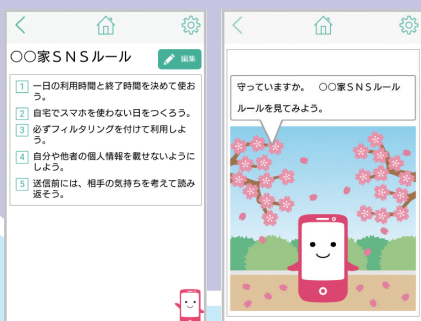 ○○家ＳＮＳルール
編集
1 一日の利用時間と終了時間を決めて使お
う。
2 自宅でスマホを使わない日をつくろう。
3 必ずフィルタリングを付けて利用しよ
う。
4 自分や他者の個人情報を載せないように
しよう。
5 送信前には、相手の気持ちを考えて読み
返そう。
守っていますか。　○○家ＳＮＳルール
ルールを見てみよう。